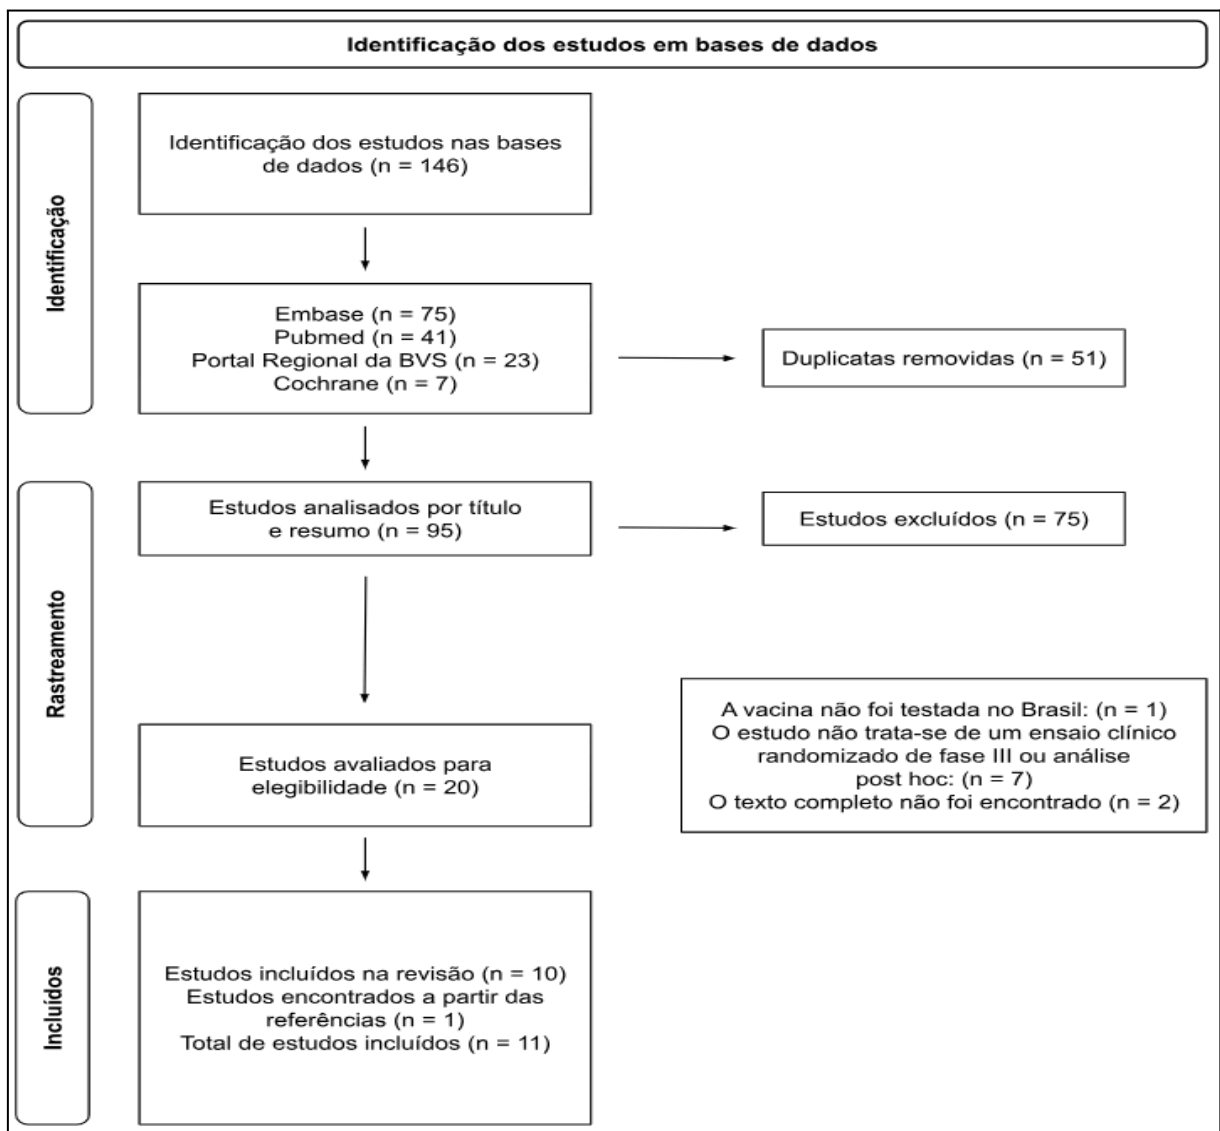 Identificação dos estudos em bases de dados
Identificação
Identificação dos estudos nas bases
de dados (n = 146)
Embase (n = 75)
Pubmed (n = 41)
Portal Regional da BVS (n = 23)
Cochrane (n = 7)
Duplicatas removidas (n = 51)
Rastreamento
Estudos analisados por título
e resumo (n = 95)
Estudos excluídos (n = 75)
Estudos avaliados para
elegibilidade (n = 20)
A vacina não foi testada no Brasil: (n = 1)
O estudo não trata-se de um ensaio clínico
randomizado de fase III ou análise
post hoc: (n = 7)
O texto completo não foi encontrado (n = 2)
Incluídos
Estudos incluídos na revisão (n = 10)
Estudos encontrados a partir das
referências (n = 1)
Total de estudos incluídos (n = 11)